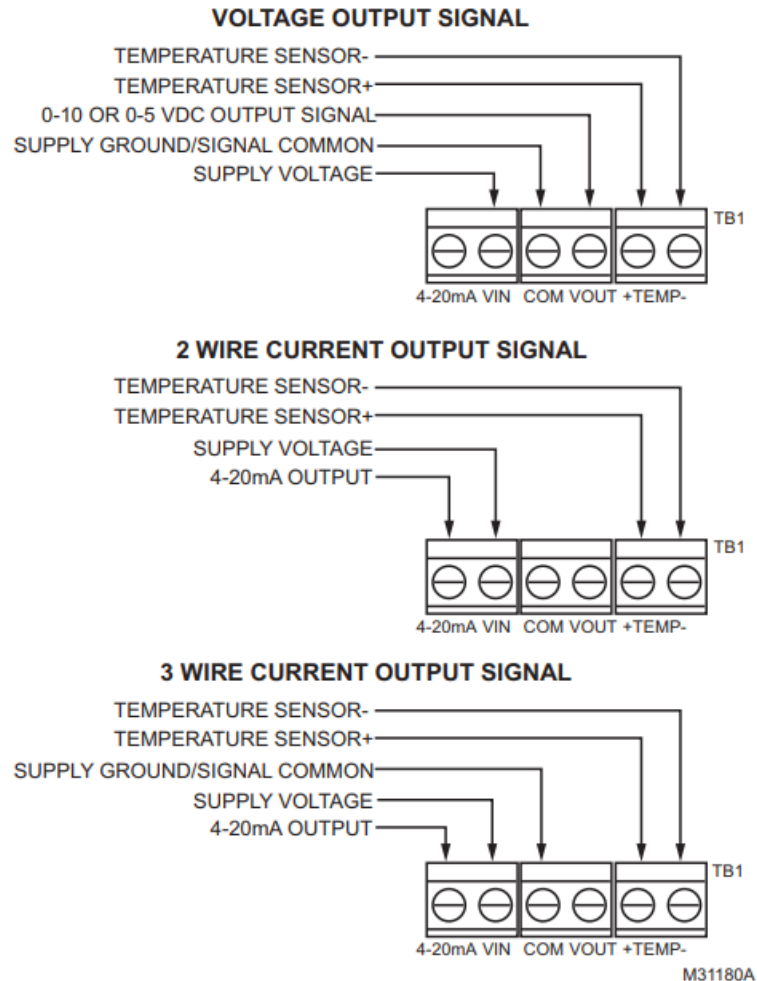 VOLTAGE OUTPUT SIGNAL
TEMPERATURE SENSOR-
TEMPERATURE SENSOR+
0-10 OR 0-5 VDC OUTPUT SIGNAL
SUPPLY GROUND/SIGNAL COMMON
SUPPLY VOLTAGE
TB1
4-20mA VIN COM VOUT +TEMP-
2 WIRE CURRENT OUTPUT SIGNAL
TEMPERATURE SENSOR-
TEMPERATURE SENSOR+
SUPPLY VOLTAGE
4-20mA OUTPUT
TB1
4-20mA VIN COM VOUT +TEMP-
3 WIRE CURRENT OUTPUT SIGNAL
TEMPERATURE SENSOR-
TEMPERATURE SENSOR+
SUPPLY GROUND/SIGNAL COMMON
SUPPLY VOLTAGE
4-20mA OUTPUT
TB1
4-20mA VIN COM VOUT +TEMP-
M31180A